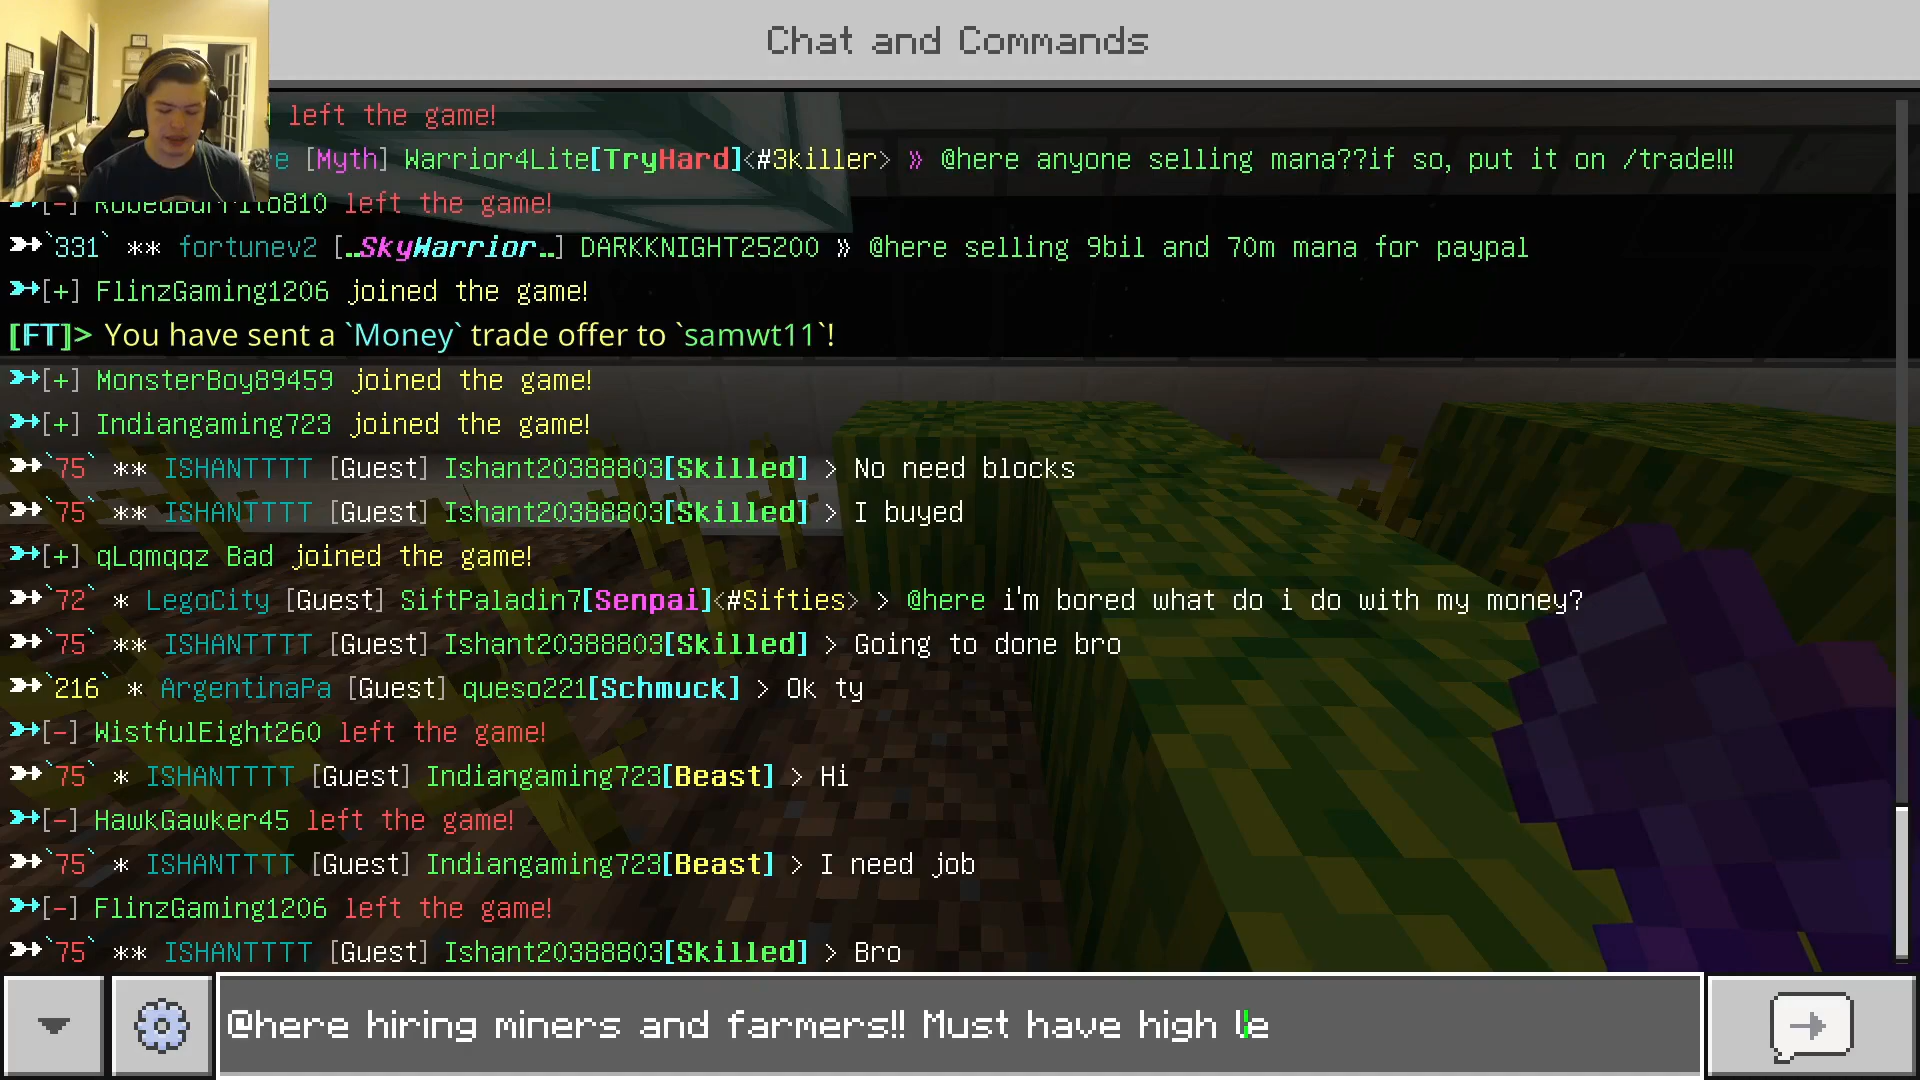 Chat and Commands
left the game!
[Myth] Warrior4Lite[TryHard]<#3killer> » @here anyone selling mana??if so, put it on /trade!!!
[-] RobedBurrito810 left the game!
`331` ** fortunev2 [..SkyWarrior..] DARKKNIGHT25200 » @here selling 9bil and 70m mana for paypal
[+] FlinzGaming1206 joined the game!
[FT]> You have sent a `Money` trade offer to `samwt11`!
[+] MonsterBoy89459 joined the game!
[+] Indiangaming723 joined the game!
`75` ** ISHANTTTT [Guest] Ishant20388803[Skilled] > No need blocks
`75` ** ISHANTTTT [Guest] Ishant20388803[Skilled] > I buyed
[+] qLqmqqz Bad joined the game!
`72` * LegoCity [Guest] SiftPaladin7[Senpai]<#Sifties> > @here i'm bored what do i do with my money?
`75` ** ISHANTTTT [Guest] Ishant20388803[Skilled] > Going to done bro
`216` * ArgentinaPa [Guest] queso221[Schmuck] > Ok ty
[-] WistfulEight260 left the game!
`75` * ISHANTTTT [Guest] Indiangaming723[Beast] > Hi
[-] HawkGawker45 left the game!
`75` * ISHANTTTT [Guest] Indiangaming723[Beast] > I need job
[-] FlinzGaming1206 left the game!
`75` ** ISHANTTTT [Guest] Ishant20388803[Skilled] > Bro
@here hiring miners and farmers!! Must have high le